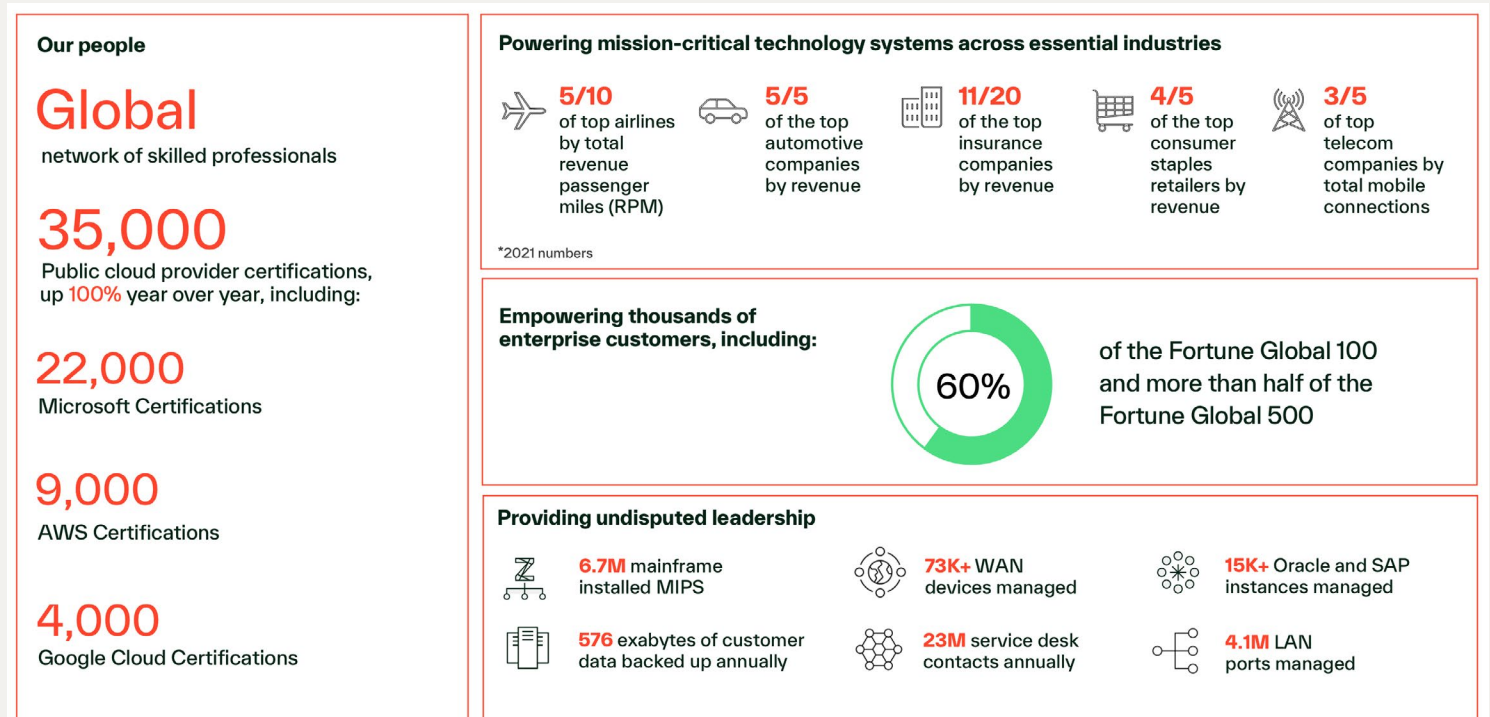 Our people
Global
network of skilled professionals
35,000
Public cloud provider certifications,
up 100% year over year, including:
22,000
Microsoft Certifications
9,000
AWS Certifications
4,000
Google Cloud Certifications
Powering mission-critical technology systems across essential industries
5/10
of top airlines
by total
revenue
passenger
miles (RPM)
5/5
of the top
automotive
companies
by revenue
11/20
of the top
insurance
companies
by revenue
4/5
of the top
consumer
staples
retailers by
revenue
3/5
of top
telecom
companies by
total mobile
connections
*2021 numbers
Empowering thousands of
enterprise customers, including:
60%
of the Fortune Global 100
and more than half of the
Fortune Global 500
Providing undisputed leadership
6.7M mainframe
installed MIPS
73K+ WAN
devices managed
15K+ Oracle and SAP
instances managed
576 exabytes of customer
data backed up annually
23M service desk
contacts annually
4.1M LAN
ports managed